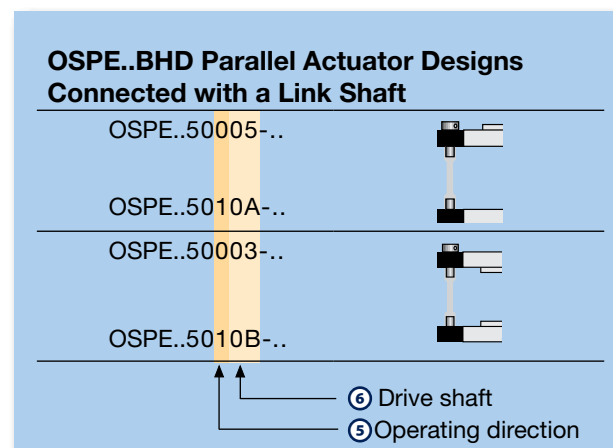 OSPE..BHD Parallel Actuator Designs
Connected with a Link Shaft
OSPE..50005-..
OSPE..5010A-..
OSPE..50003-..
OSPE..5010B-..
⑥ Drive shaft
⑤ Operating direction